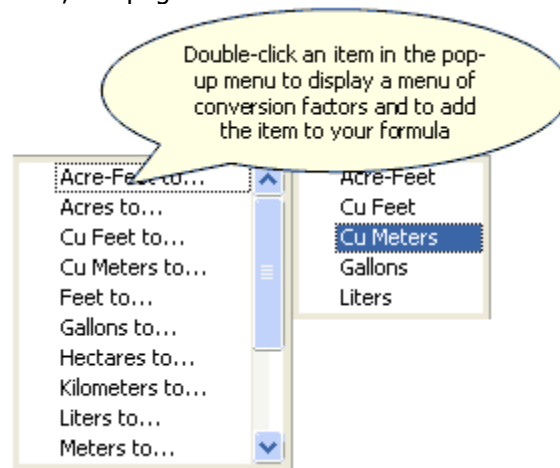 Double-click an item in the pop-
up menu to display a menu of
conversion factors and to add
the item to your formula
Acre-Feet to...
Acres to...
Cu Feet to...
Cu Meters to...
Feet to...
Gallons to...
Hectares to...
Kilometers to...
Liters to...
Meters to...
Acre-Feet
Cu Feet
Cu Meters
Gallons
Liters